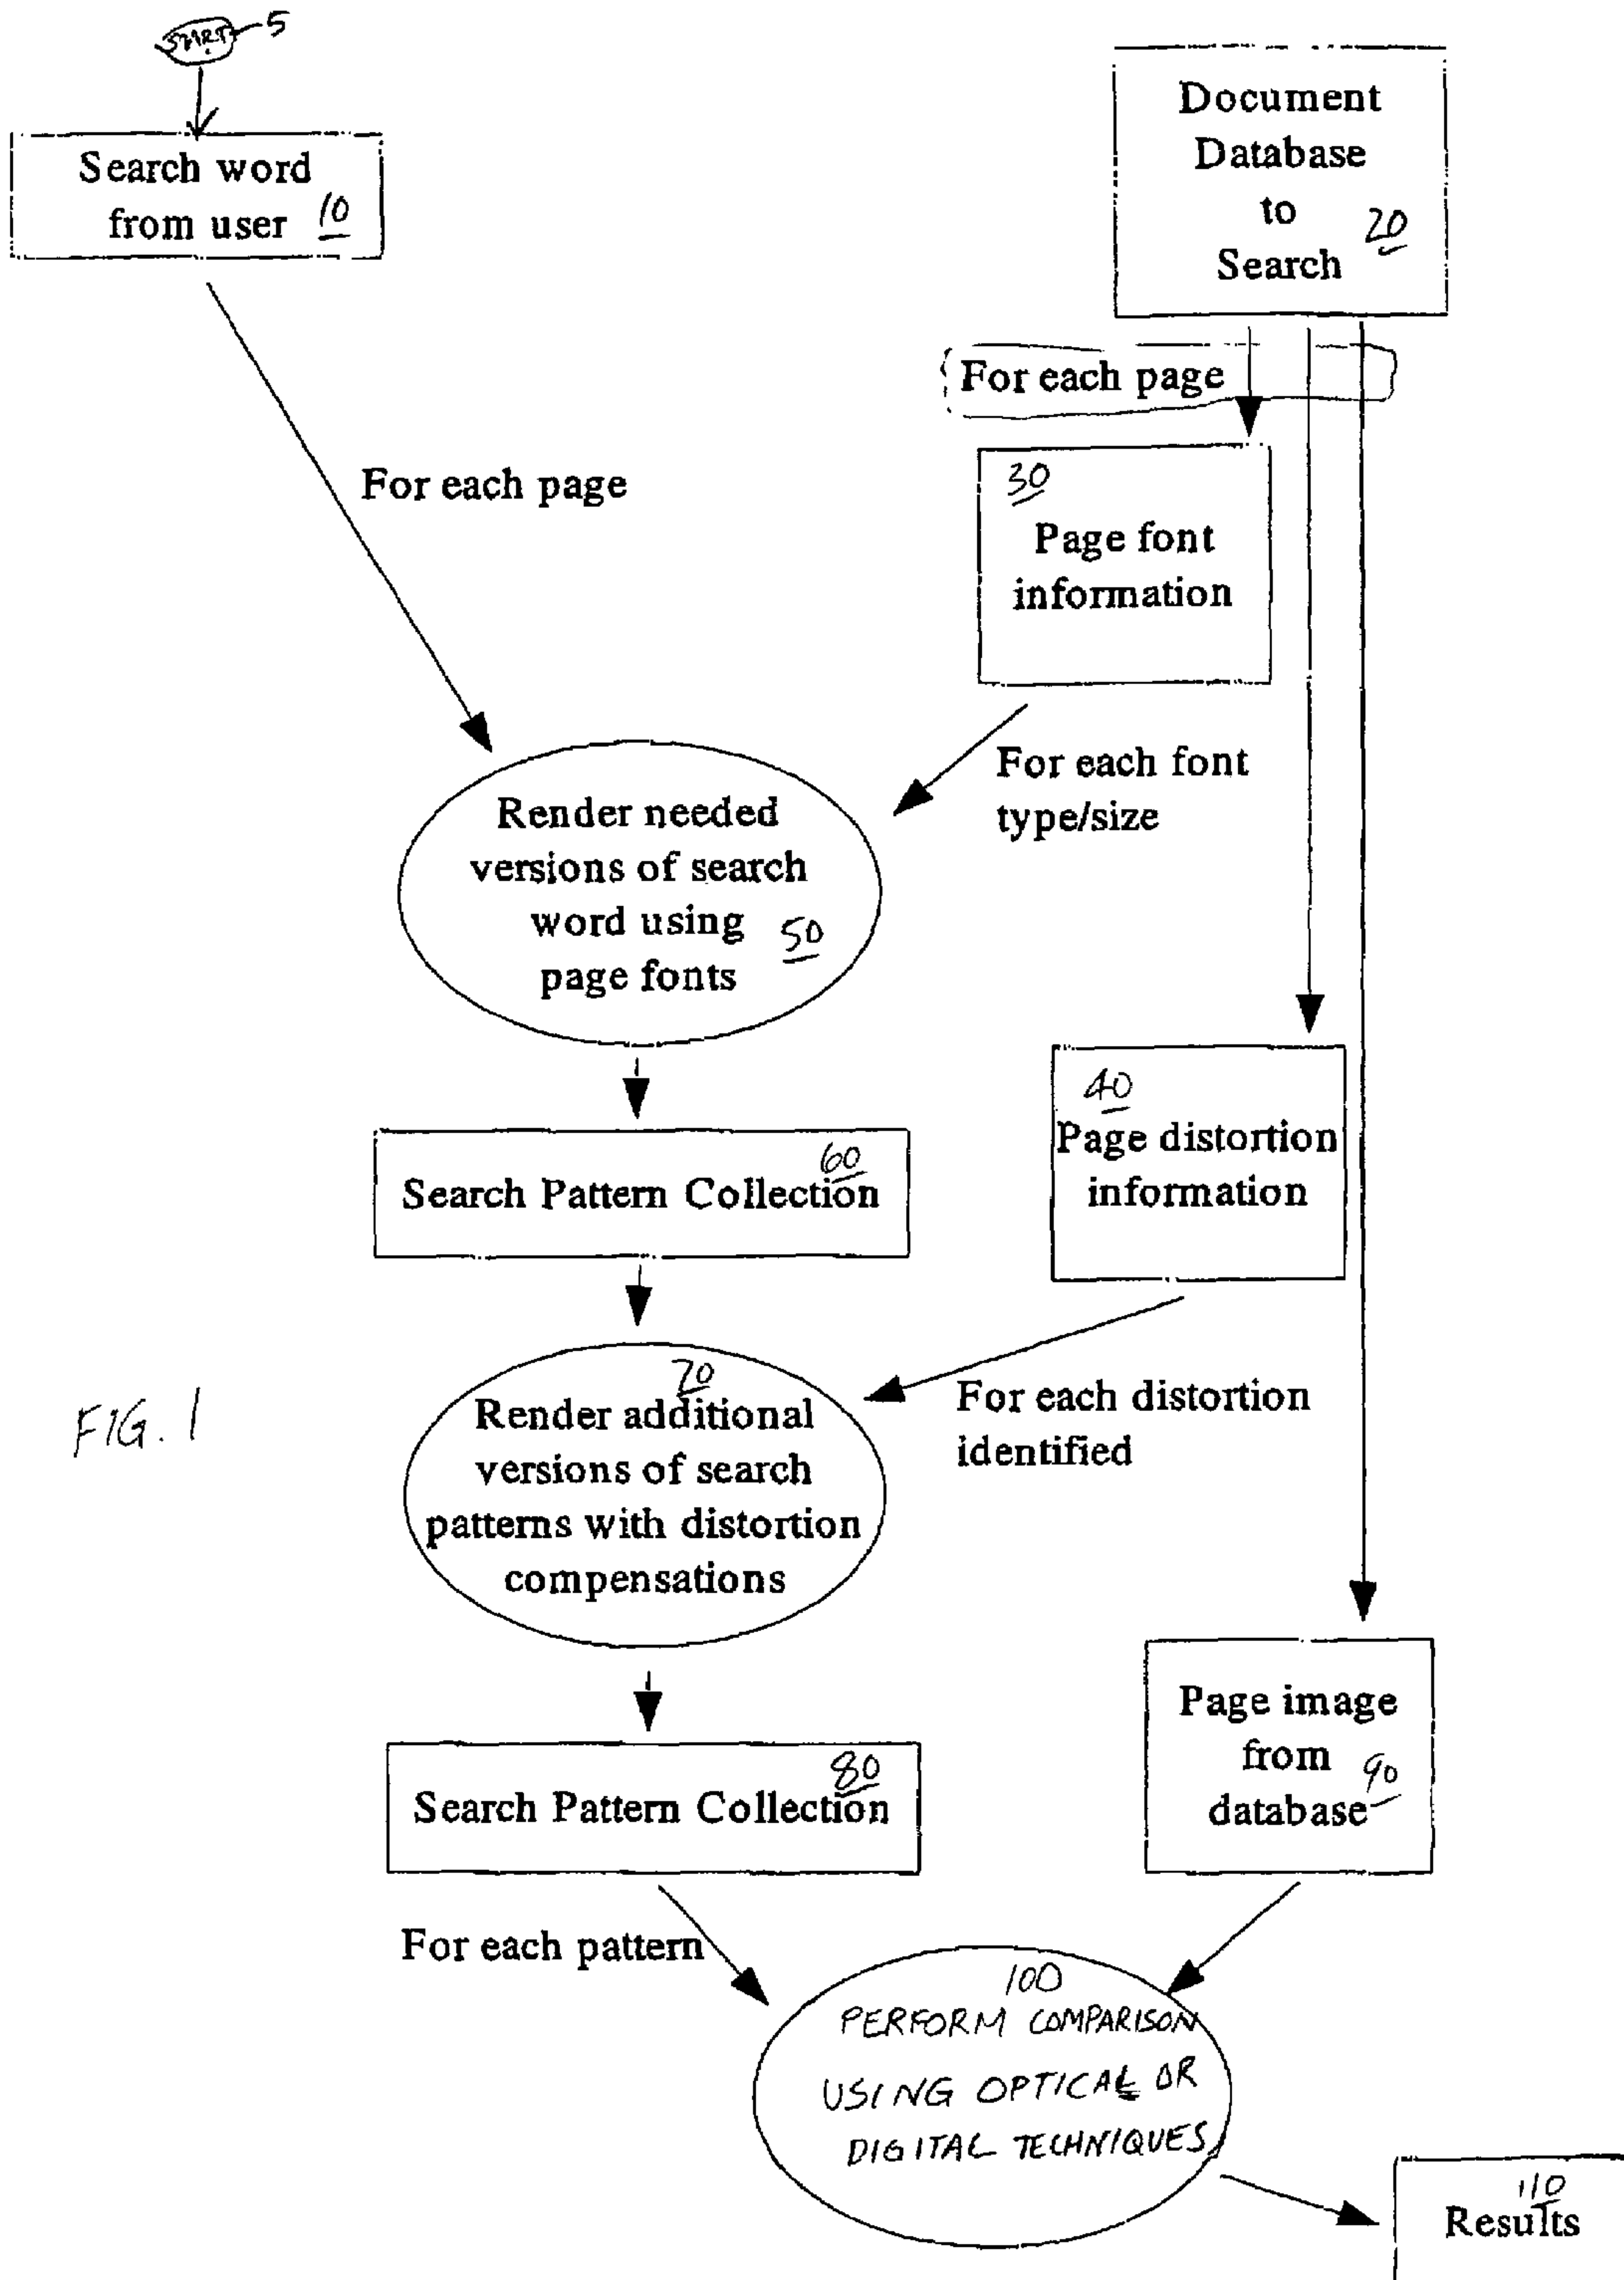 START 5
Search word
from user 10
Document
Database
to
Search 20
For each page
For each page
30
Page font
information
For each font
type/size
Render needed
versions of search
word using 50
page fonts
40
Page distortion
information
60
Search Pattern Collection
70
Render additional
versions of search
patterns with distortion
compensations
For each distortion
identified
FIG. 1
80
Search Pattern Collection
Page image
from
database 90
For each pattern
100
PERFORM COMPARISON
USING OPTICAL OR
DIGITAL TECHNIQUES
110
Results